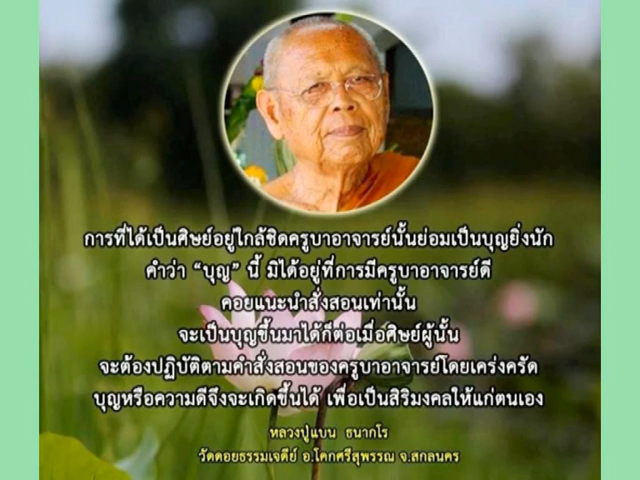 การที่ได้เป็นศิษย์อยู่ใกล้ชิดครูบาอาจารย์นั้นย่อมเป็นบุญยิ่งนัก
คำว่า “บุญ” นี้ มิได้อยู่ที่การมีครูบาอาจารย์ดี
คอยแนะนำสั่งสอนเท่านั้น
จะเป็นบุญขึ้นมาได้ก็ต่อเมื่อศิษย์ผู้นั้น
จะต้องปฏิบัติตามคำสั่งสอนของครูบาอาจารย์โดยเคร่งครัด
บุญหรือความดีจึงจะเกิดขึ้นได้ เพื่อเป็นสิริมงคลให้แก่ตนเอง
หลวงปู่แบน ธนากโร
วัดดอยธรรมเจดีย์ อ.โคกศรีสุพรรณ จ.สกลนคร